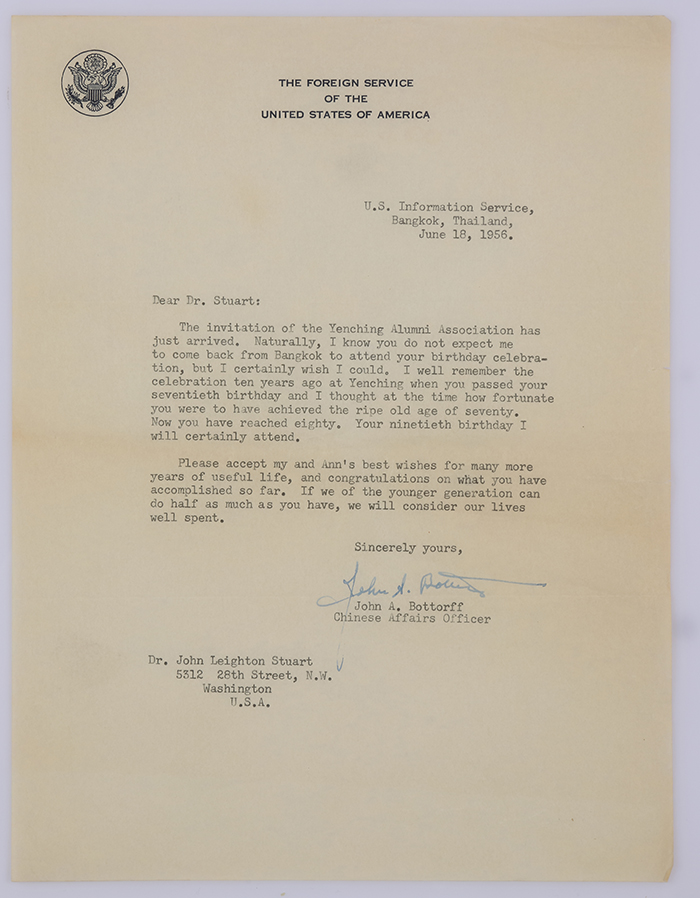 THE FOREIGN SERVICE
OF THE
UNITED STATES OF AMERICA
U.S. Information Service,
Bangkok, Thailand,
June 18, 1956.
Dear Dr. Stuart:
The invitation of the Yenching Alumni Association has
just arrived. Naturally, I know you do not expect me
to come back from Bangkok to attend your birthday celebra-
tion, but I certainly wish I could. I well remember the
celebration ten years ago at Yenching when you passed your
seventieth birthday and I thought at the time how fortunate
you were to have achieved the ripe old age of seventy.
Now you have reached eighty. Your ninetieth birthday I
will certainly attend.
Please accept my and Ann's best wishes for many more
years of useful life, and congratulations on what you have
accomplished so far. If we of the younger generation can
do half as much as you have, we will consider our lives
well spent.
Sincerely yours,
John A. Bottorff
John A. Bottorff
Chinese Affairs Officer
Dr. John Leighton Stuart
5312 28th Street, N.W.
Washington
U.S.A.